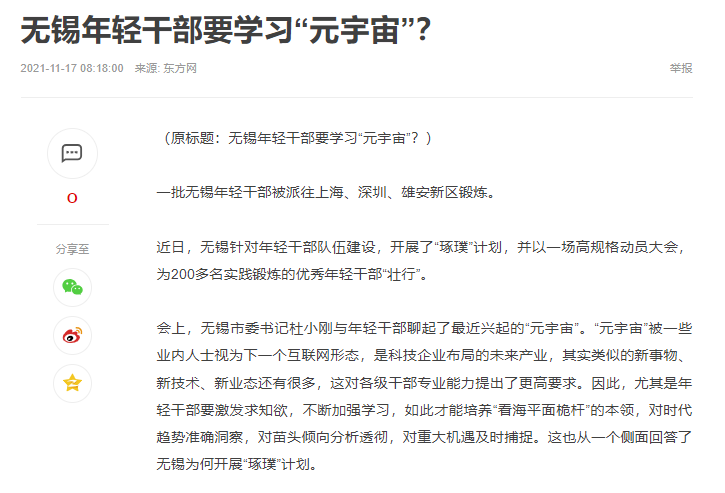 无锡年轻干部要学习“元宇宙”？
2021-11-17 08:18:00 来源: 东方网 举报
（原标题：无锡年轻干部要学习“元宇宙”？）
0
分享至
一批无锡年轻干部被派往上海、深圳、雄安新区锻炼。
近日，无锡针对年轻干部队伍建设，开展了“琢璞”计划，并以一场高规格动员大会，
为200多名实践锻炼的优秀年轻干部“壮行”。
会上，无锡市委书记杜小刚与年轻干部聊起了最近兴起的“元宇宙”。“元宇宙”被一些
业内人士视为下一个互联网形态，是科技企业布局的未来产业，其实类似的新事物、
新技术、新业态还有很多，这对各级干部专业能力提出了更高要求。因此，尤其是年
轻干部要激发求知欲，不断加强学习，如此才能培养“看海平面桅杆”的本领，对时代
趋势准确洞察，对苗头倾向分析透彻，对重大机遇及时捕捉。这也从一个侧面回答了
无锡为何开展“琢璞”计划。